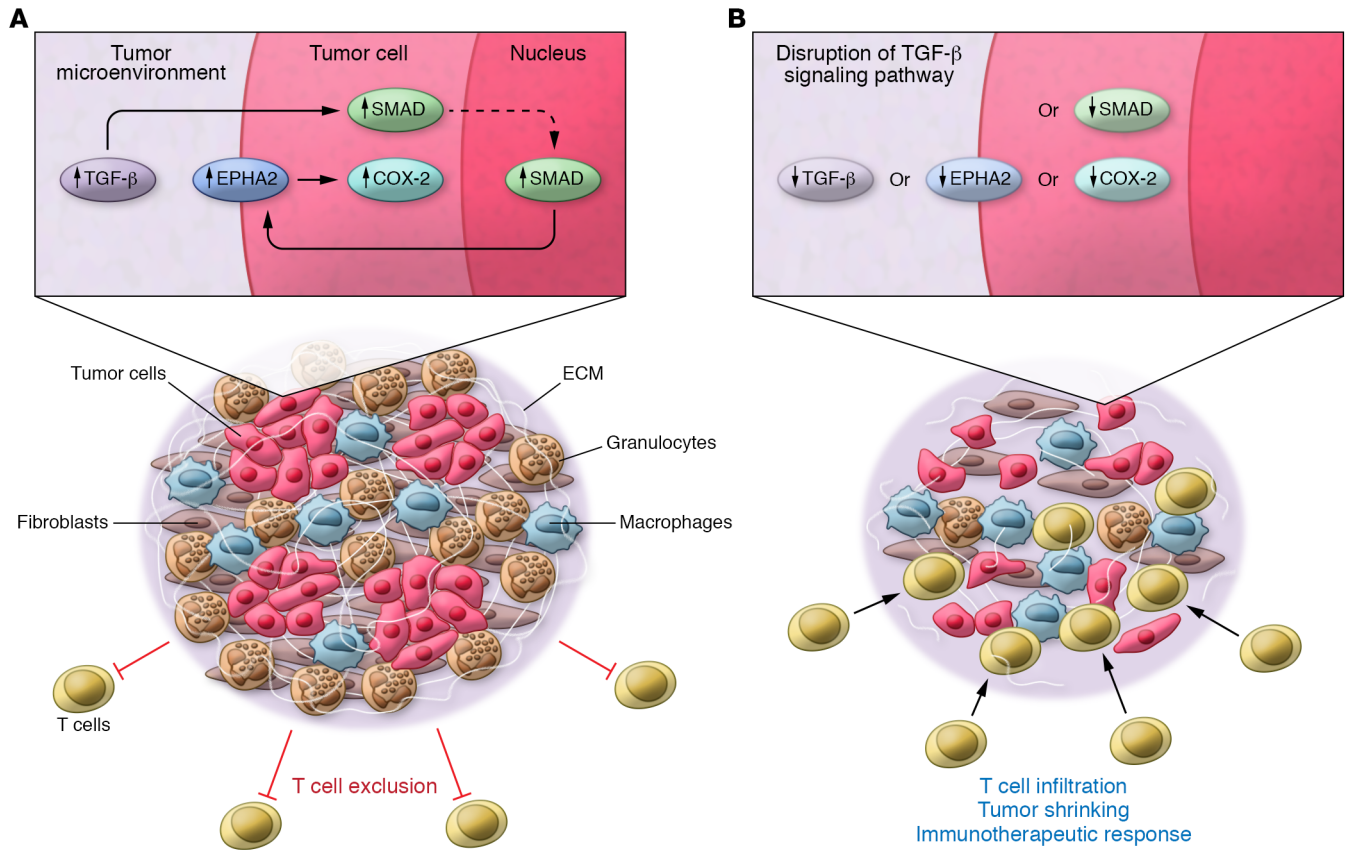 A
Tumor
microenvironment
Tumor cell
Nucleus
↑SMAD
↑TGF-β
↑EPHA2
↑COX-2
↑SMAD
Tumor cells
ECM
Granulocytes
Fibroblasts
Macrophages
T cells
T cell exclusion
B
Disruption of TGF-β
signaling pathway
Or
↓SMAD
↓TGF-β
Or
↓EPHA2
Or
↓COX-2
T cell infiltration
Tumor shrinking
Immunotherapeutic response